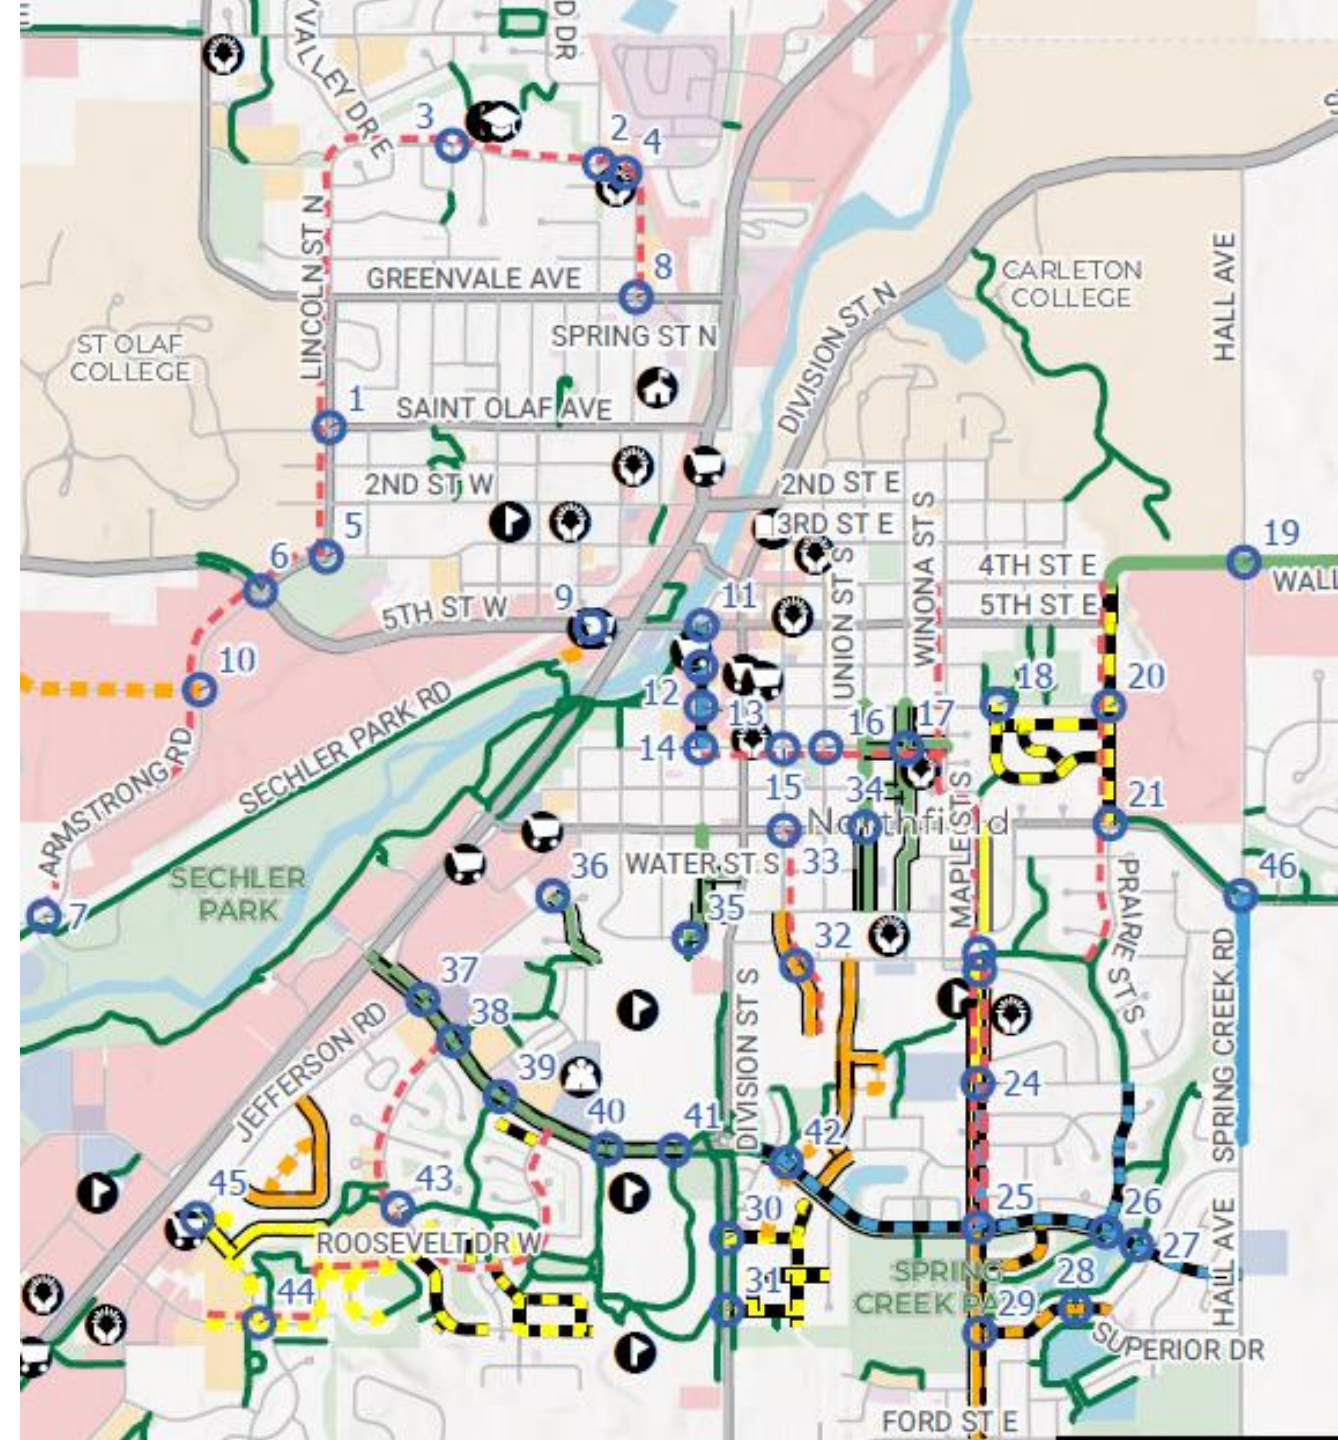 D DR
VALLEY DR E
3
2
4
LINCOLN ST N
CARLETON
COLLEGE
HALL AVE
8
GREENVALE AVE
DIVISION ST N
SPRING ST N
ST OLAF
COLLEGE
1
SAINT OLAF AVE
2ND ST W
2ND ST E
3RD ST E
WINONA ST S
5
6
19
4TH ST E
WALL
5TH ST E
5TH ST W
9
11
UNION ST S
10
18
20
12
13
16
17
14
SECHLER PARK RD
ARMSTRONG RD
15
34
21
Northfield
MAPLE ST S
WATER ST S
33
36
46
SECHLER
PARK
7
35
PRAIRIE ST S
32
37
38
JEFFERSON RD
DIVISION ST S
SPRING CREEK RD
39
24
40
41
42
45
43
30
25
26
27
ROOSEVELT DR W
31
44
SPRING
CREEK PA
28
29
HALL AVE
SUPERIOR DR
FORD ST E